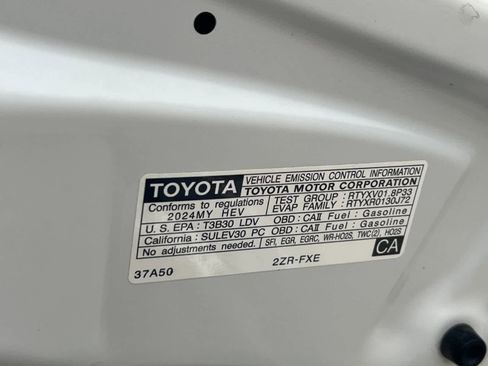 TOYOTA
VEHICLE EMISSION CONTROL INFORMATION
TOYOTA MOTOR CORPORATION
Conforms to regulations
2024MY HEV
TEST GROUP : RTYXV01.8P33
EVAP FAMILY : RTYXR0130J72
U. S. EPA : T3B30 LDV OBD : CAII Fuel : Gasoline
California : SULEV30 PC OBD : CAII Fuel : Gasoline
No adjustments needed. SFI, EGR, EGRC, WR-HO2S, TWC(2), HO2S
CA
37A50 2ZR-FXE